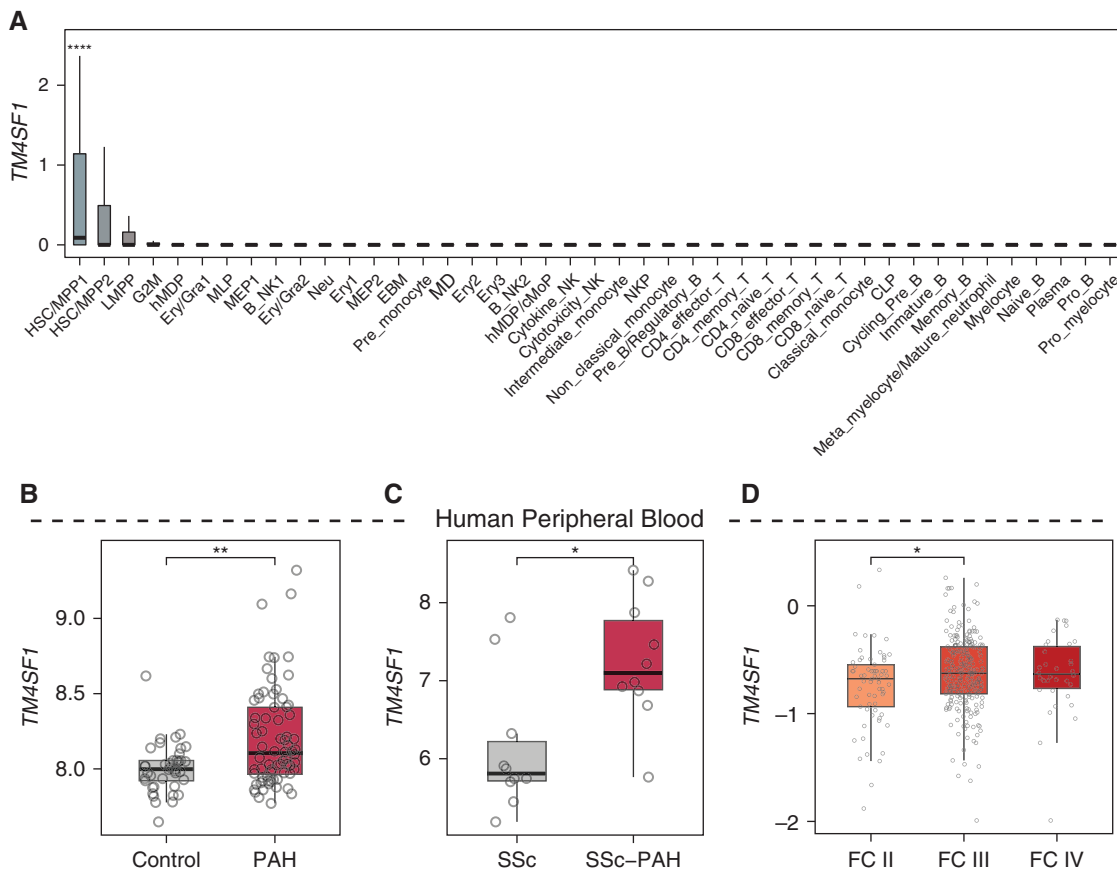 A
****
TM4SF1
2
1
0
HSC/MPP1
HSC/MPP2
LMPP
G2M
hMDP
Ery/Gra1
MLP
MEP1
B_NK1
Ery/Gra2
Neu
Ery1
MEP2
EBM
Pre_monocyte
MD
Ery2
Ery3
B_NK2
hMDP/cMoP
Cytokine_NK
Cytotoxicity_NK
Intermediate_monocyte
NKP
Non_classical_monocyte
Pre_B/Regulatory_B
CD4_effector_T
CD4_memory_T
CD4_naive_T
CD8_effector_T
CD8_memory_T
CD8_naive_T
Classical_monocyte
CLP
Cycling_Pre_B
Immature_B
Memory_B
Meta_myelocyte/Mature_neutrophil
Myelocyte
Naive_B
Plasma
Pro_B
Pro_myelocyte
Human Peripheral Blood
B
**
TM4SF1
9.0
8.5
8.0
Control PAH
C
*
TM4SF1
8
7
6
SSc SSc–PAH
D
*
TM4SF1
0
−1
−2
FC II FC III FC IV